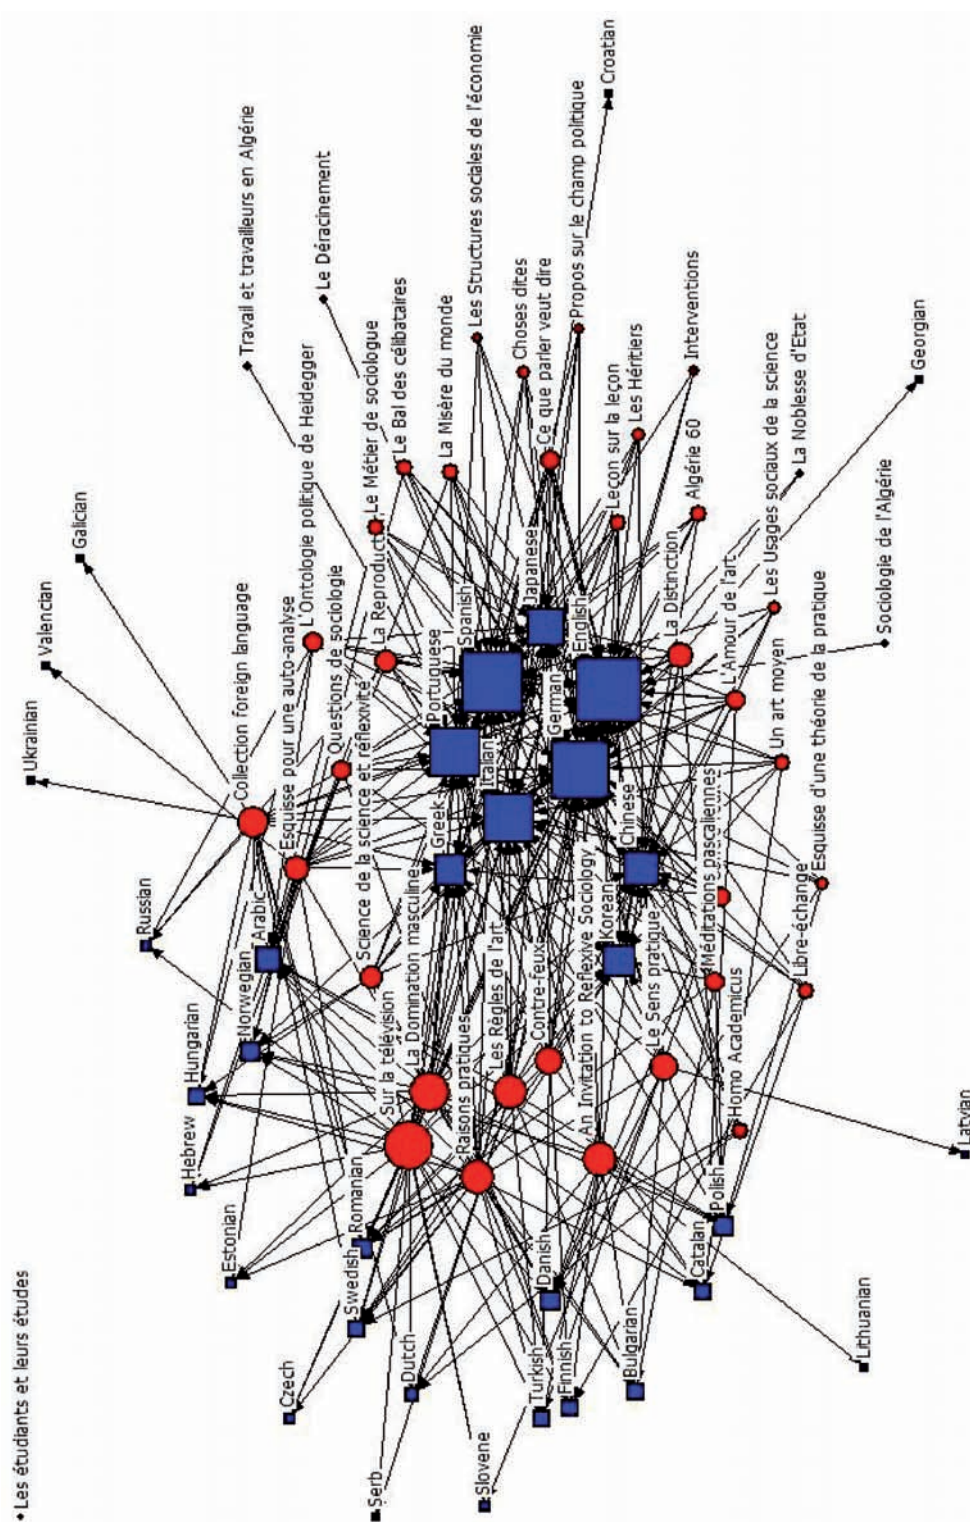 Les étudiants et leurs études
Serb
Slovene
Czech
Dutch
Turkish
Finnish
Bulgarian
Lithuanian
Estonian
Swedish
Romanian
Danish
Catalan
Polish
Latvian
Hebrew
Hungarian
Norwegian
Arabic
Russian
Sur la télévision
La Domination masculine
Raisons pratiques
Les Règles de l'art
Contre-feux
An Invitation to Reflexive Sociology
Le Sens pratique
Homo Academicus
Méditations pascaliennes
Libre-échange
Korean
Chinese
Greek
Italian
German
Portuguese
Spanish
Japanese
English
Science de la science et réflexivité
Questions de sociologie
Esquisse pour une auto-analyse
Collection foreign language
Ukrainian
Valencian
Galician
L'Ontologie politique de Heidegger
La Reproduct
Le Métier de sociologue
Le Bal des célibataires
La Misère du monde
Travail et travailleurs en Algérie
Le Déracinement
Les Structures sociales de l'économie
Choses dites
Ce que parler veut dire
Propos sur le champ politique
Croatian
Leçon sur la leçon
Les Héritiers
Interventions
Algérie 60
La Distinction
L'Amour de l'art
Les Usages sociaux de la science
La Noblesse d'Etat
Georgian
Sociologie de l'Algérie
Un art moyen
Esquisse d'une théorie de la pratique